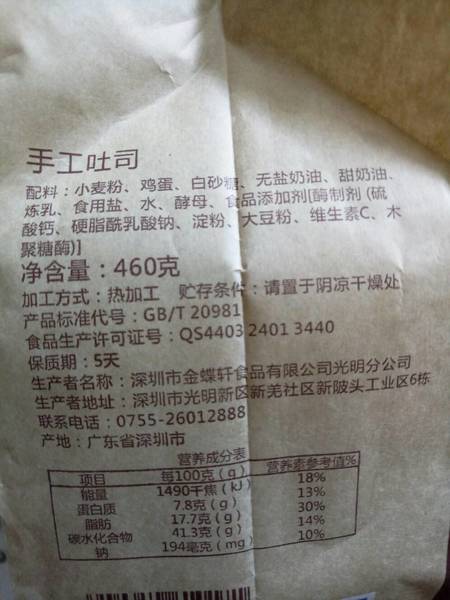 手工吐司
配料：小麦粉、鸡蛋、白砂糖、无盐奶油、甜奶油、
炼乳、食用盐、水、酵母、食品添加剂[酶制剂 (硫
酸钙、硬脂酰乳酸钠、淀粉、大豆粉、维生素C、木
聚糖酶)]
净含量：460克
加工方式：热加工 贮存条件：请置于阴凉干燥处
产品标准代号：GB/T 20981
食品生产许可证号：QS4403 2401 3440
保质期：5天
生产者名称：深圳市金蝶轩食品有限公司光明分公司
生产者地址：深圳市光明新区新羌社区新陂头工业区6栋
联系电话：0755-26012888
产地：广东省深圳市
营养成分表
项目 每100克（g） 营养素参考值%
能量 1490千焦（kJ） 18%
蛋白质 7.8克（g） 13%
脂肪 17.7克（g） 30%
碳水化合物 41.3克（g） 14%
钠 194毫克（mg） 10%